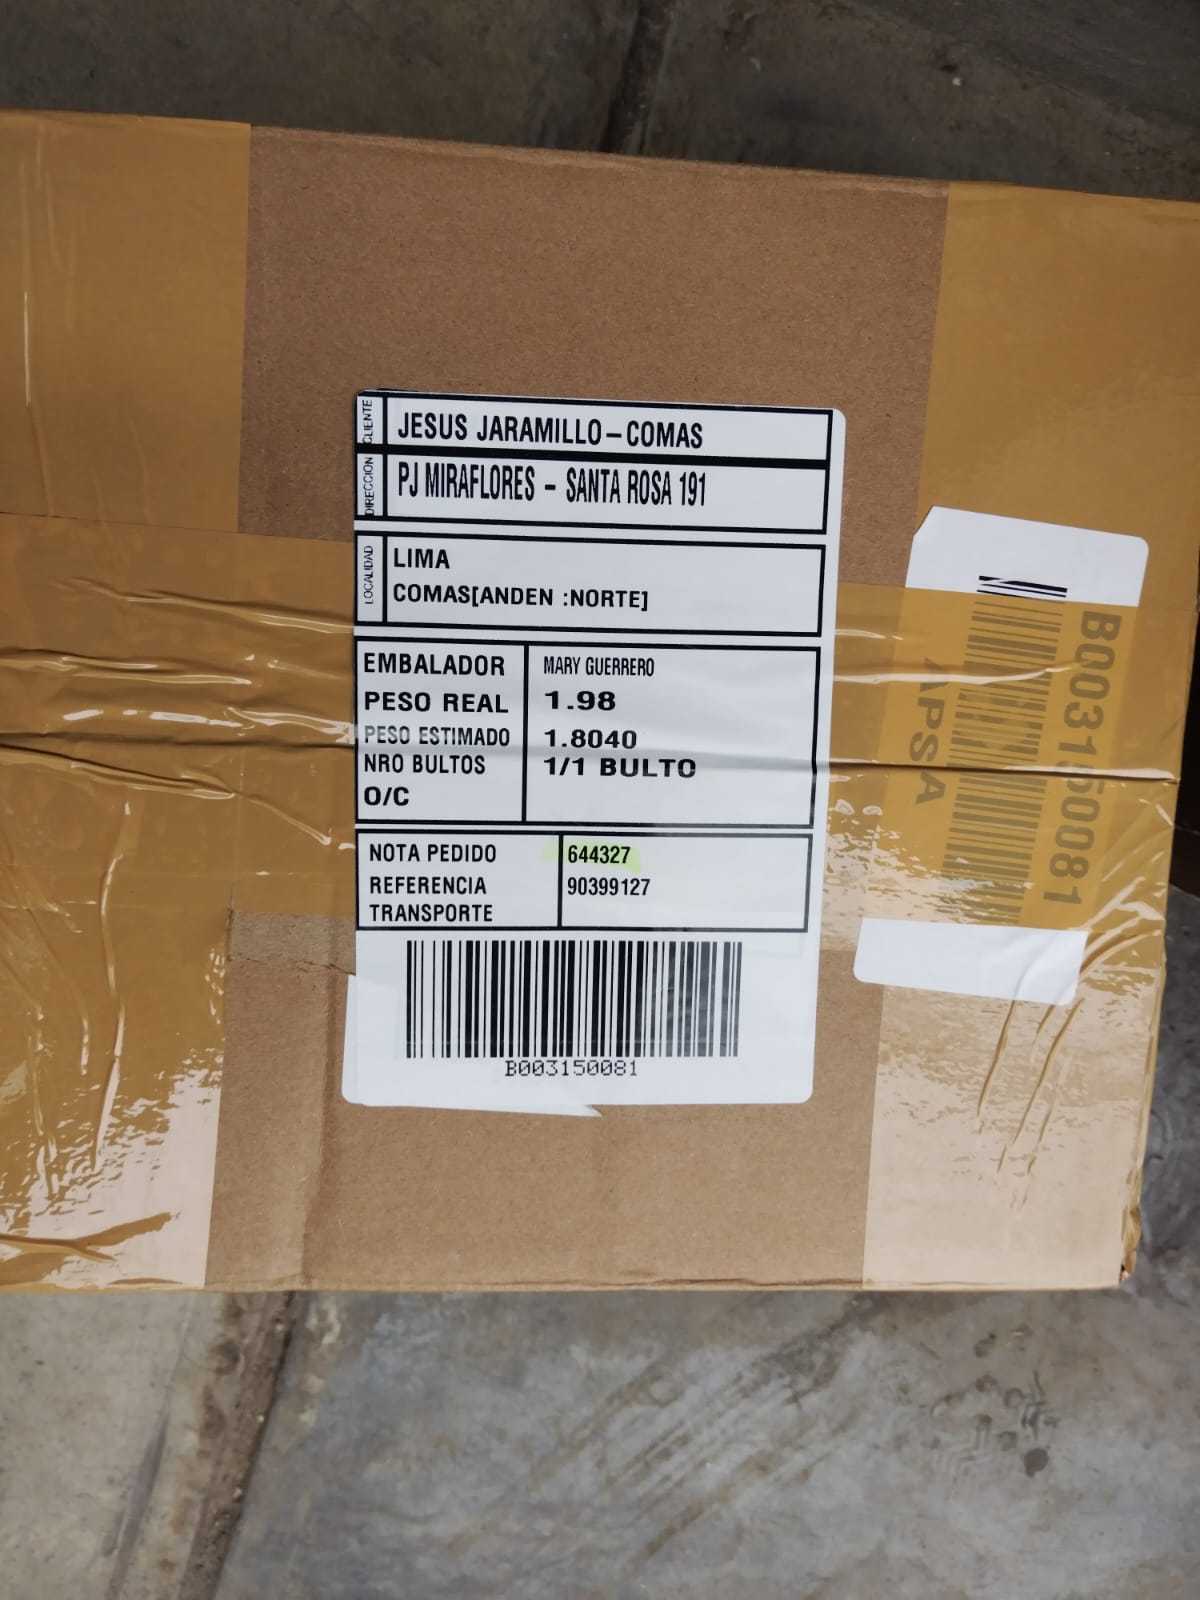 CLIENTE
JESUS JARAMILLO-COMAS
DIRECCION
PJ MIRAFLORES - SANTA ROSA 191
LOCALIDAD
LIMA
COMAS[ANDEN :NORTE]
EMBALADOR MARY GUERRERO
PESO REAL 1.98
PESO ESTIMADO 1.8040
NRO BULTOS 1/1 BULTO
O/C
NOTA PEDIDO 644327
REFERENCIA 90399127
TRANSPORTE
B003150081
B003150081
APSA